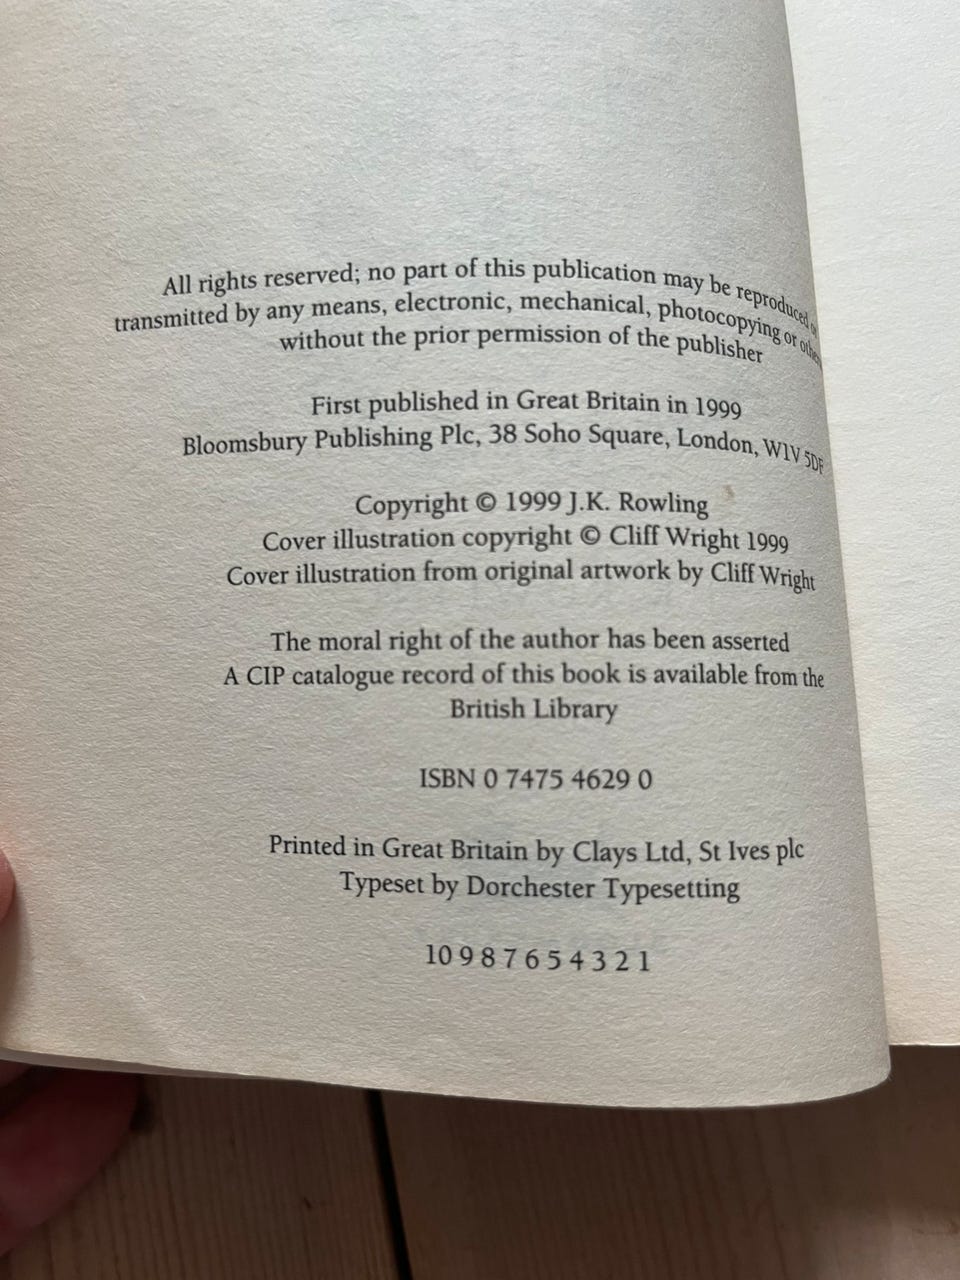 All rights reserved; no part of this publication may be reproduced
transmitted by any means, electronic, mechanical, photocopying or
without the prior permission of the publisher
First published in Great Britain in 1999
Bloomsbury Publishing Plc, 38 Soho Square, London, W1V 5DF
Copyright © 1999 J.K. Rowling
Cover illustration copyright © Cliff Wright 1999
Cover illustration from original artwork by Cliff Wright
The moral right of the author has been asserted
A CIP catalogue record of this book is available from the
British Library
ISBN 0 7475 4629 0
Printed in Great Britain by Clays Ltd, St Ives plc
Typeset by Dorchester Typesetting
10 9 8 7 6 5 4 3 2 1